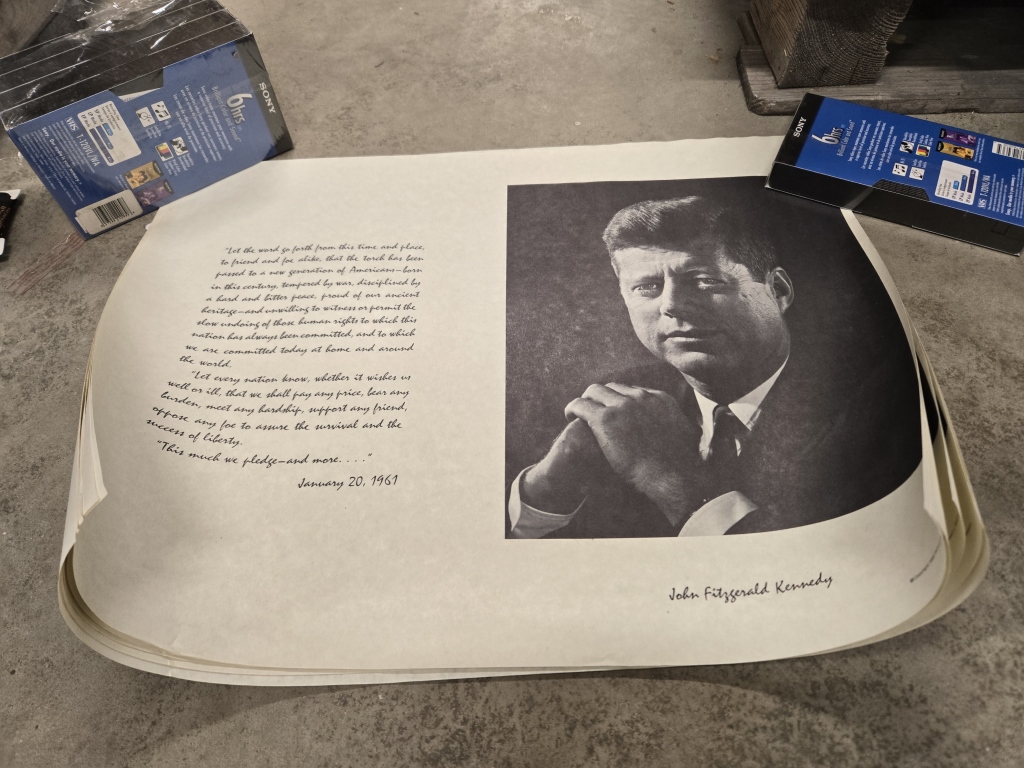 SONY
6hrs
VHS T-120VL/V4
"Let the word go forth from this time and place,
to friend and foe alike, that the torch has been
passed to a new generation of Americans—born
in this century, tempered by war, disciplined by
a hard and bitter peace, proud of our ancient
heritage—and unwilling to witness or permit the
slow undoing of those human rights to which this
nation has always been committed, and to which
we are committed today at home and around
the world.
"Let every nation know, whether it wishes us
well or ill, that we shall pay any price, bear any
burden, meet any hardship, support any friend,
oppose any foe to assure the survival and the
success of liberty.
"This much we pledge—and more. . . ."
January 20, 1961
John Fitzgerald Kennedy
SONY
6hrs
VHS T-120VL/V4